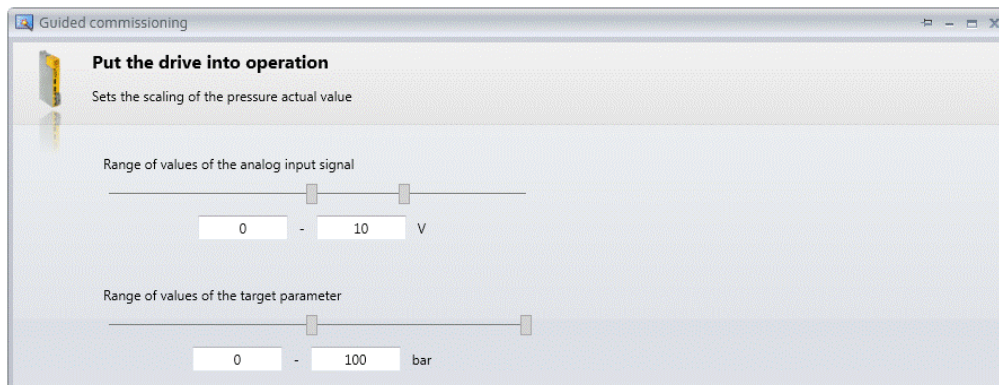 Guided commissioning
Put the drive into operation
Sets the scaling of the pressure actual value
Range of values of the analog input signal
0 - 10 V
Range of values of the target parameter
0 - 100 bar